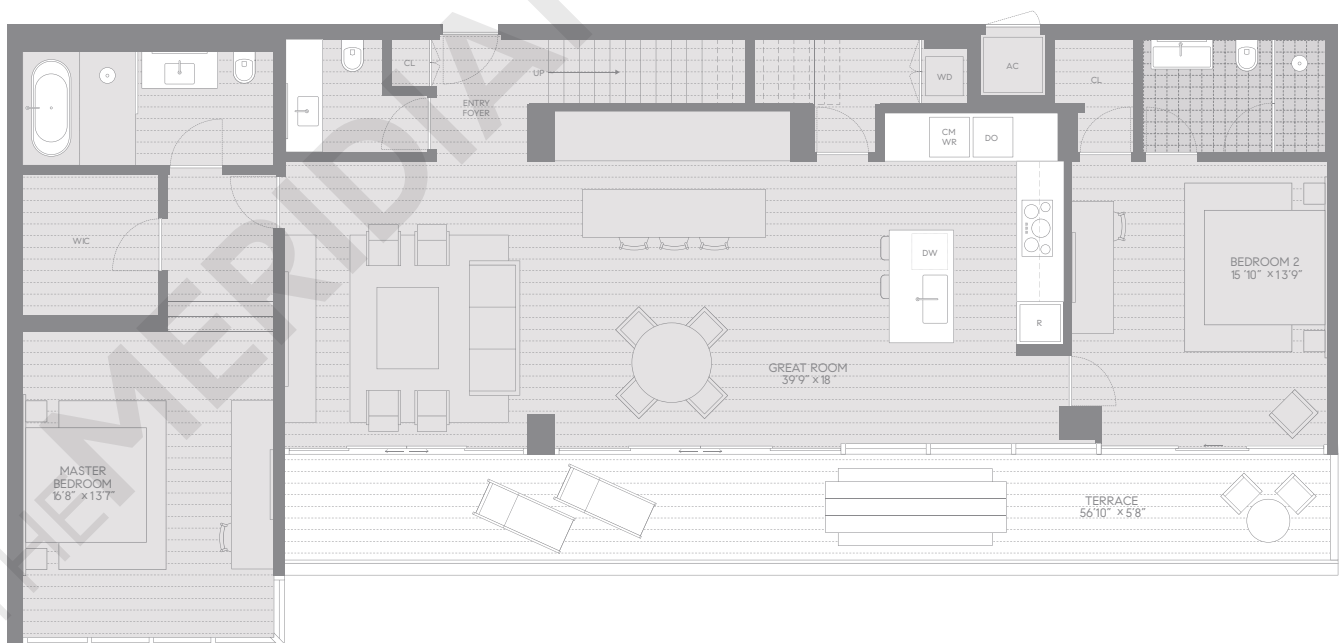 CL
UP
ENTRY
FOYER
WD
AC
CL
CM
WR
DO
WIC
DW
R
BEDROOM 2
15'10" x 13'9"
GREAT ROOM
39'9" x 18'
MASTER
BEDROOM
16'8" x 13'7"
TERRACE
56'10" x 5'8"
THE MERIDIAN